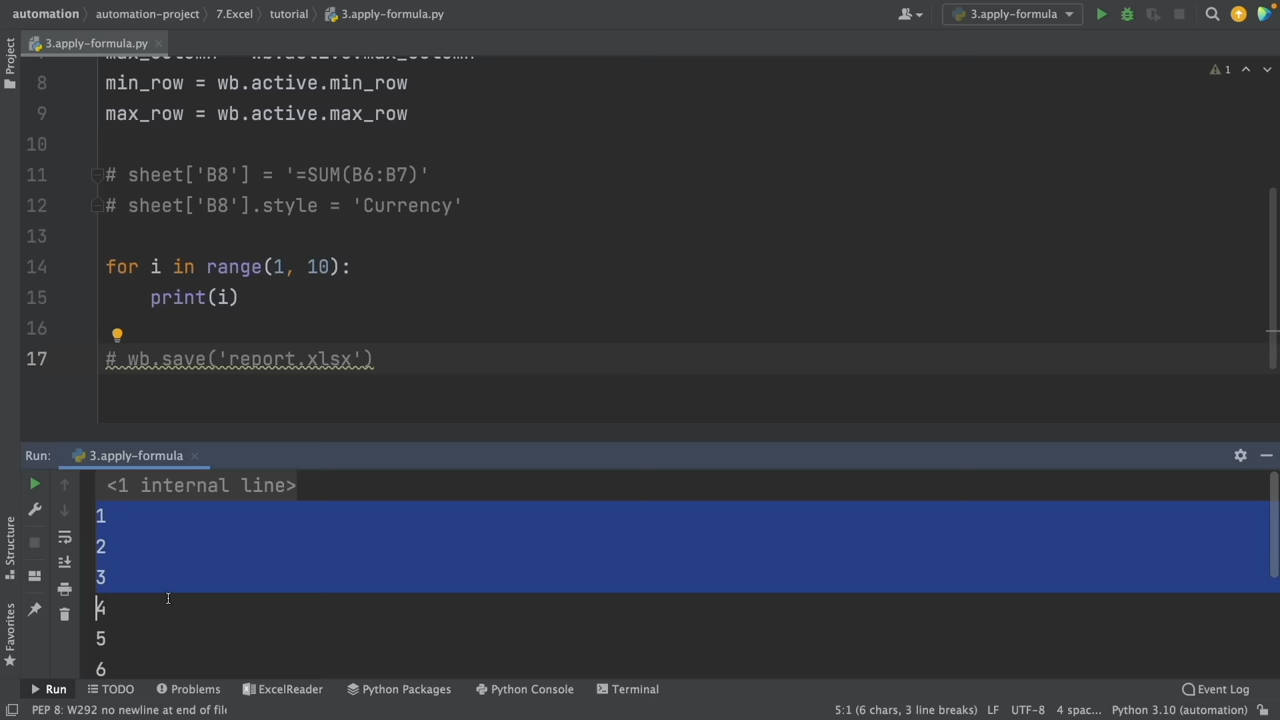 automation automation-project 7.Excel tutorial 3.apply-formula.py 3.apply-formula
Project 3.apply-formula.py
8 min_row = wb.active.min_row 1
9 max_row = wb.active.max_row
10
11 # sheet['B8'] = '=SUM(B6:B7)'
12 # sheet['B8'].style = 'Currency'
13
14 for i in range(1, 10):
15 print(i)
16
17 # wb.save('report.xlsx')
Run: 3.apply-formula
<1 internal line>
1
2
3
4
5
6
Structure
Favorites
Run TODO Problems ExcelReader Python Packages Python Console Terminal Event Log
PEP 8: W292 no newline at end of file 5:1 (6 chars, 3 line breaks) LF UTF-8 4 spac... Python 3.10 (automation)